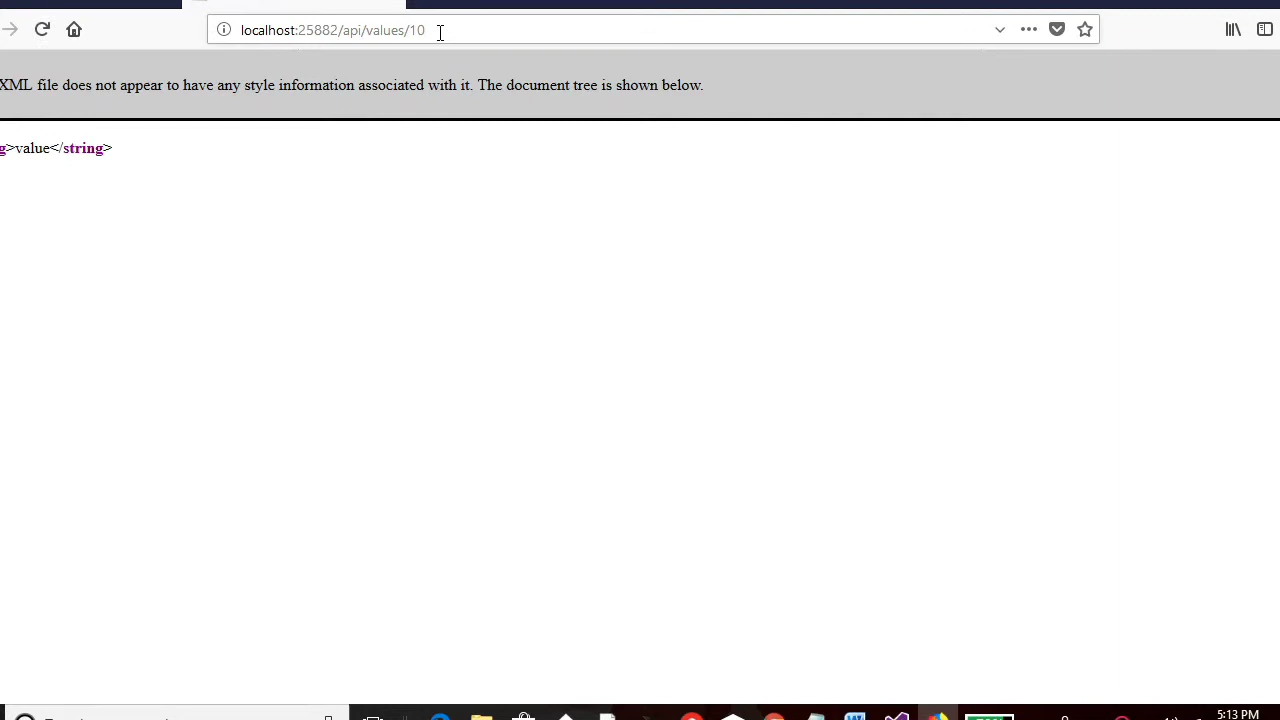 localhost:25882/api/values/10
XML file does not appear to have any style information associated with it. The document tree is shown below.
g>value</string>
5:13 PM